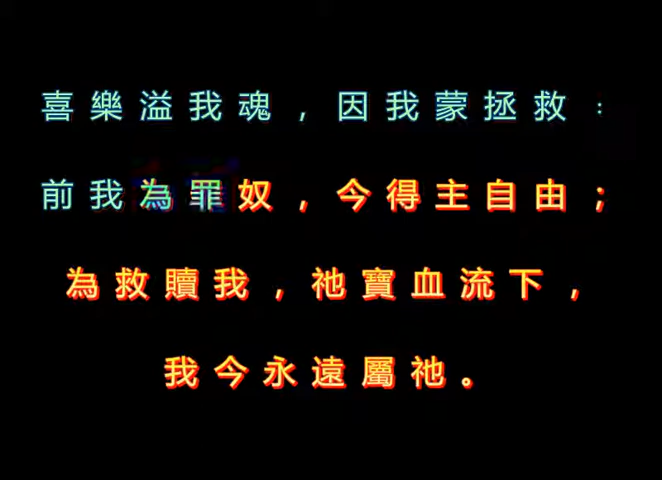 喜樂溢我魂，因我蒙拯救：
前我為罪奴，今得主自由；
為救贖我，祂寶血流下，
我今永遠屬祂。